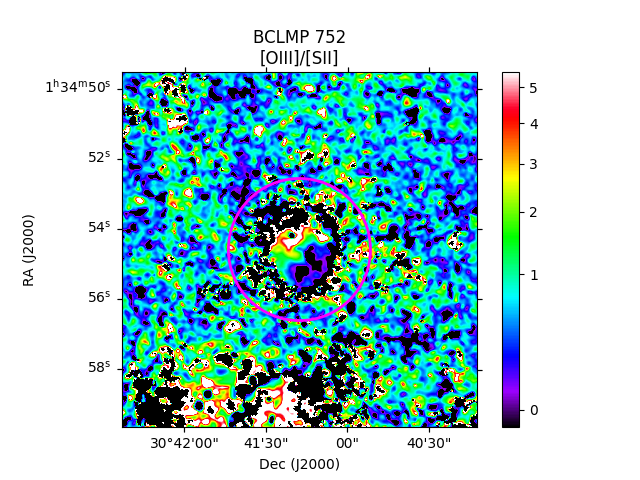 BCLMP 752
[OIII]/[SII]
1ʰ34ᵐ50ˢ
52ˢ
54ˢ
56ˢ
58ˢ
RA (J2000)
30°42'00" 41'30" 00" 40'30"
Dec (J2000)
5
4
3
2
1
0